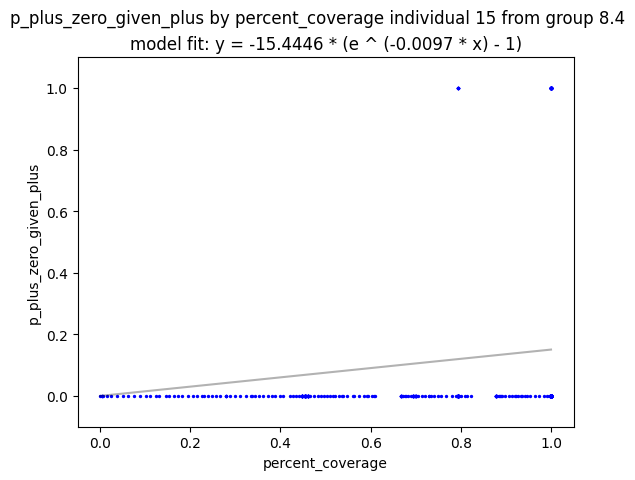 p_plus_zero_given_plus by percent_coverage individual 15 from group 8.4
model fit: y = -15.4446 * (e ^ (-0.0097 * x) - 1)
1.0
0.8
0.6
0.4
0.2
0.0
p_plus_zero_given_plus
0.0 0.2 0.4 0.6 0.8 1.0
percent_coverage